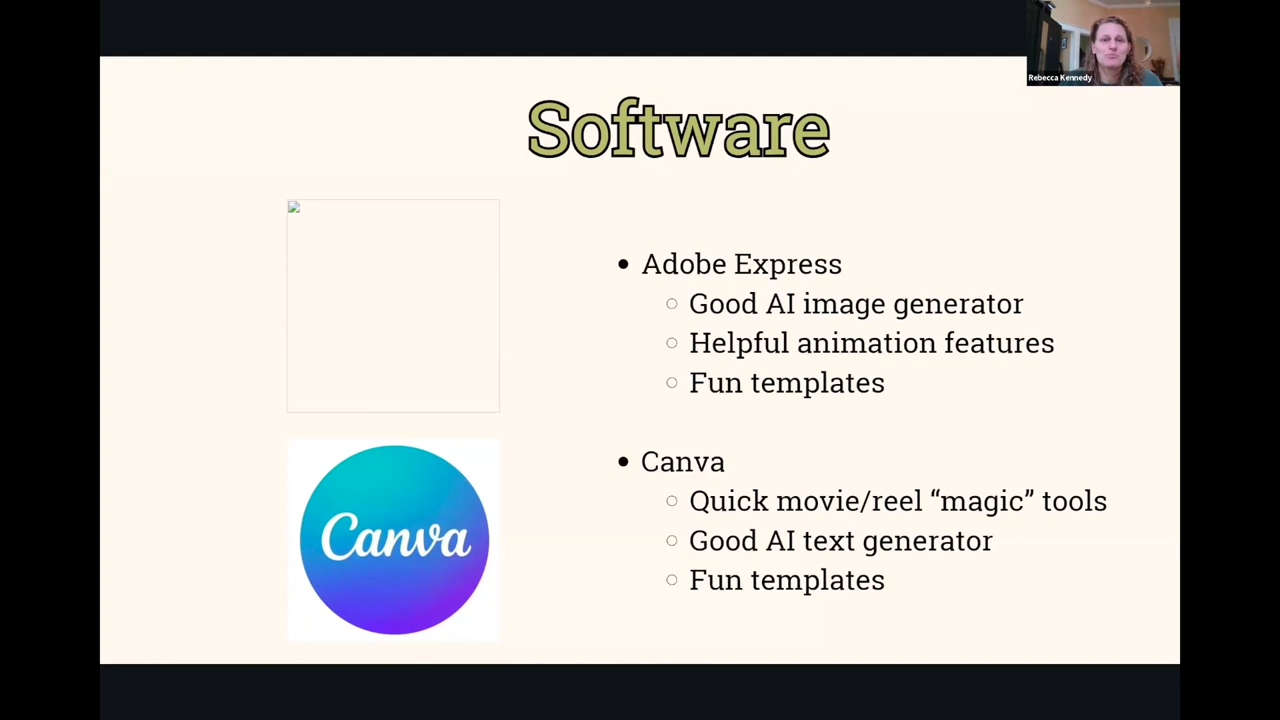 Rebecca Kennedy
Software
Adobe Express
Good AI image generator
Helpful animation features
Fun templates
Canva
Canva
Quick movie/reel “magic” tools
Good AI text generator
Fun templates